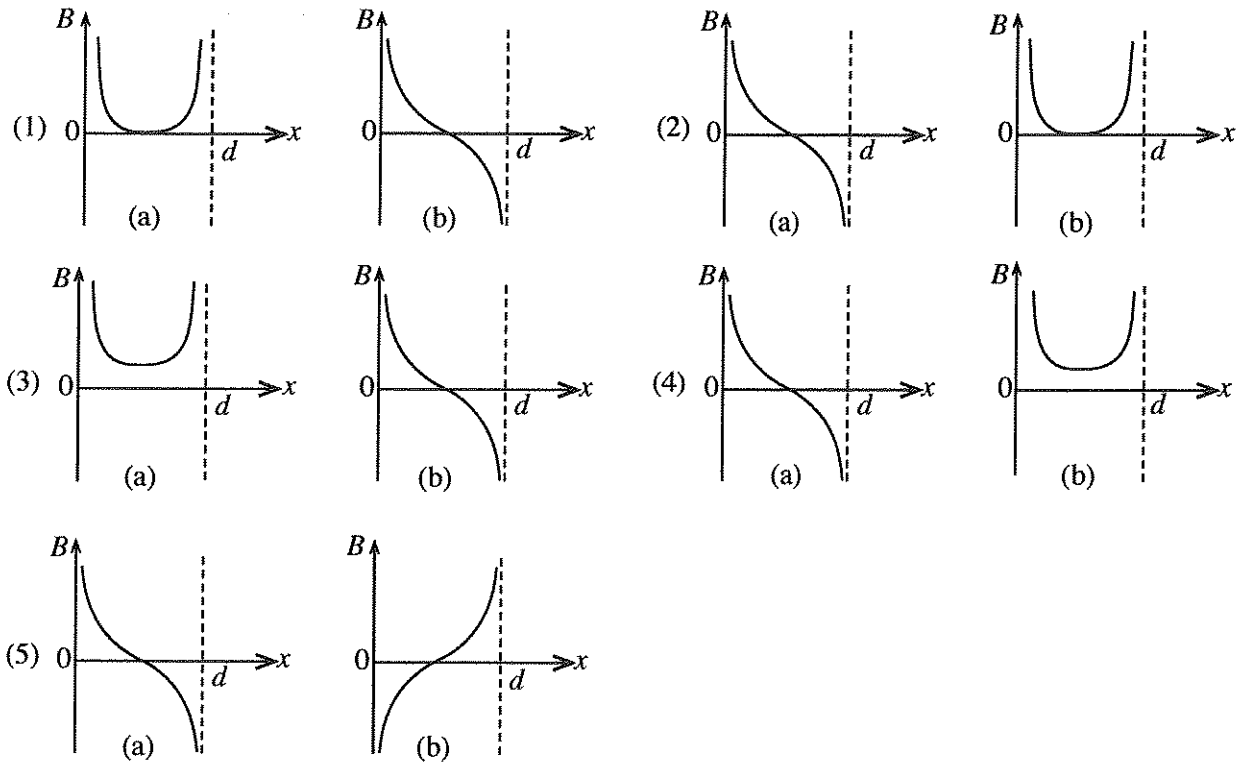 B B B B
(1) 0 x 0 x (2) 0 x 0 x
d d d d
(a) (b) (a) (b)
B B B B
(3) 0 x 0 x (4) 0 x 0 x
d d d d
(a) (b) (a) (b)
B B
(5) 0 x 0 x
d d
(a) (b)